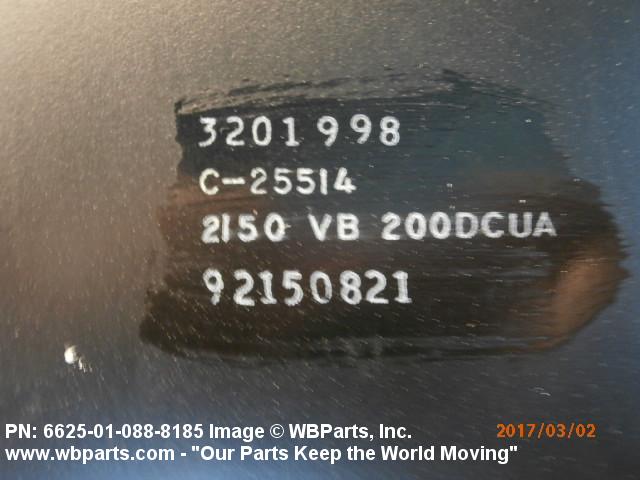 3201998
C-25514
2150 VB 200DCUA
92150821
PN: 6625-01-088-8185 Image © WBParts, Inc. 2017/03/02
www.wbparts.com - "Our Parts Keep the World Moving"